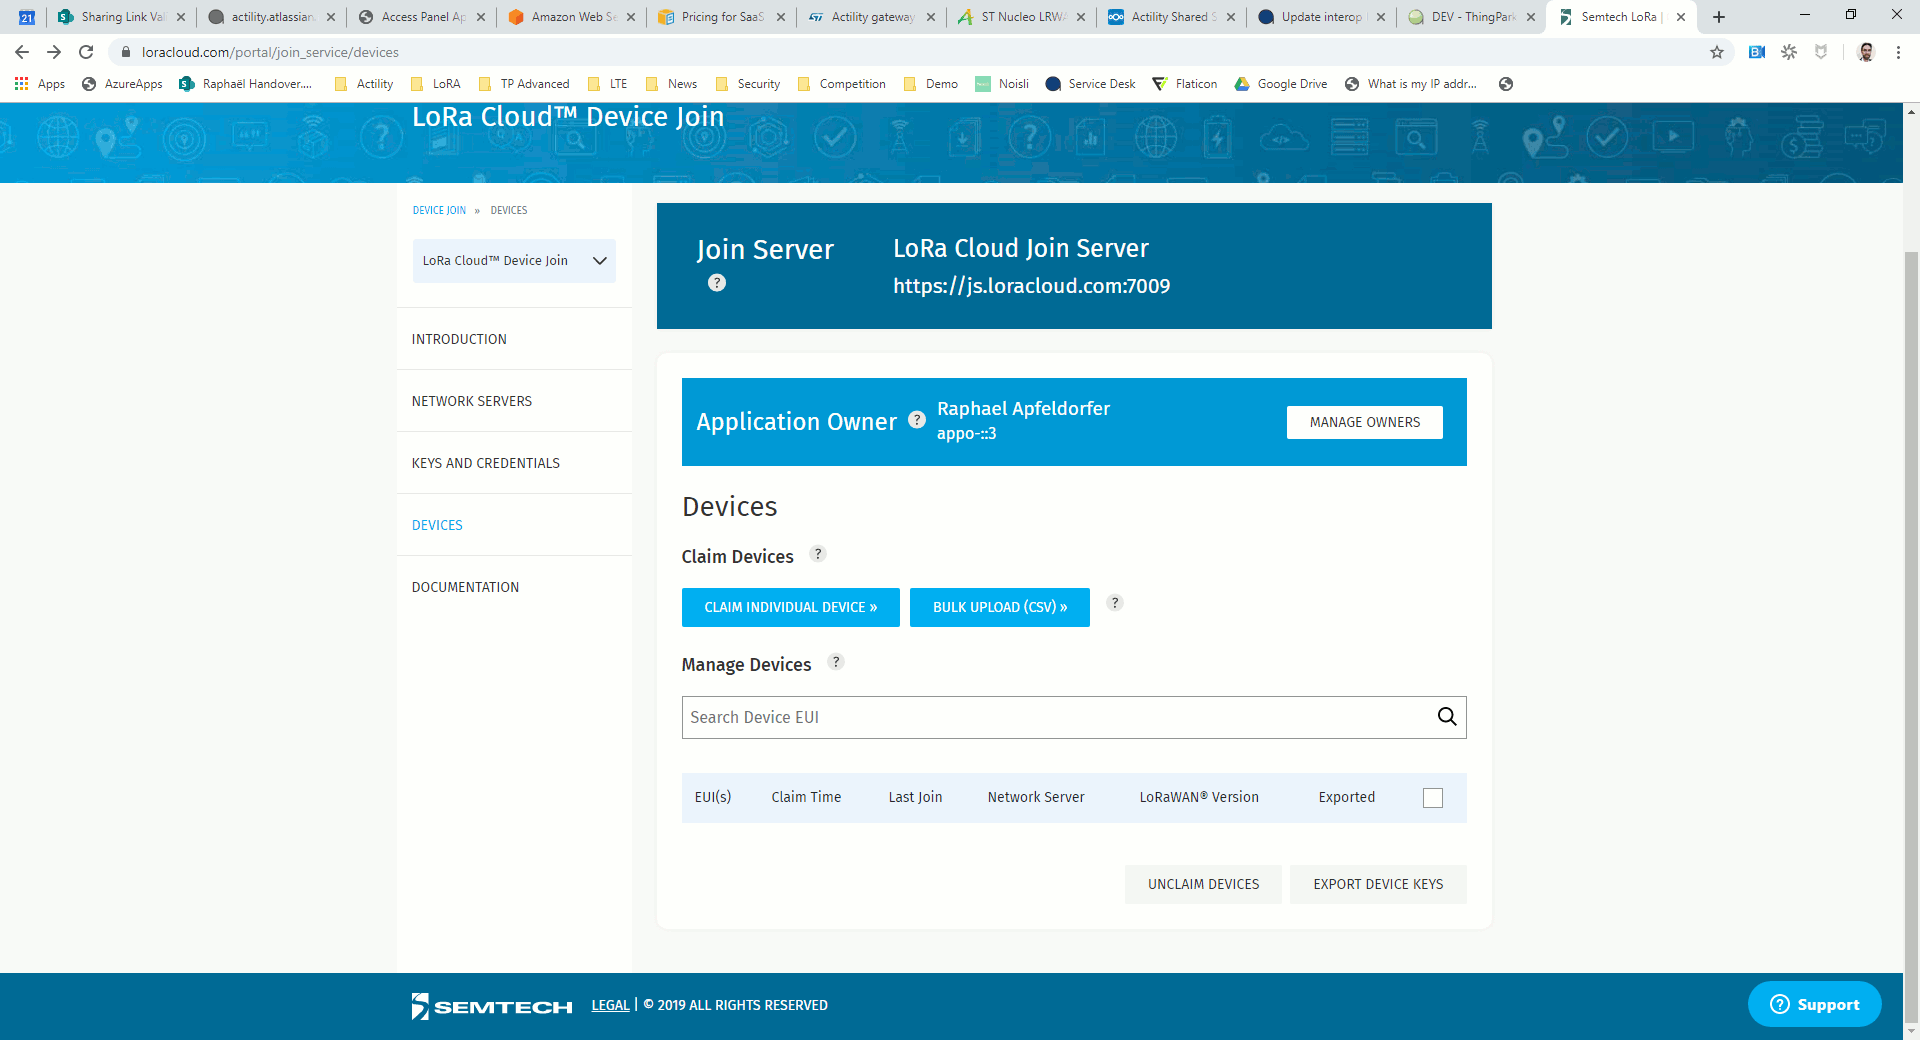 21
Sharing Link Val
actility.atlassian
Access Panel Ap
Amazon Web Se
Pricing for SaaS
Actility gateway
ST Nucleo LRWA
Actility Shared S
Update interop
DEV - ThingPark
Semtech LoRa |
loracloud.com/portal/join_service/devices
Apps
AzureApps
Raphaël Handover....
Actility
LoRA
TP Advanced
LTE
News
Security
Competition
Demo
Noisli
Service Desk
Flaticon
Google Drive
What is my IP addr...
LoRa Cloud™ Device Join
DEVICE JOIN » DEVICES
LoRa Cloud™ Device Join
INTRODUCTION
NETWORK SERVERS
KEYS AND CREDENTIALS
DEVICES
DOCUMENTATION
Join Server
?
LoRa Cloud Join Server
https://js.loracloud.com:7009
Application Owner ?
Raphael Apfeldorfer
appo-::3
MANAGE OWNERS
Devices
Claim Devices ?
CLAIM INDIVIDUAL DEVICE »
BULK UPLOAD (CSV) »
?
Manage Devices ?
Search Device EUI
EUI(s) Claim Time Last Join Network Server LoRaWAN® Version Exported
UNCLAIM DEVICES
EXPORT DEVICE KEYS
SEMTECH
LEGAL | © 2019 ALL RIGHTS RESERVED
? Support